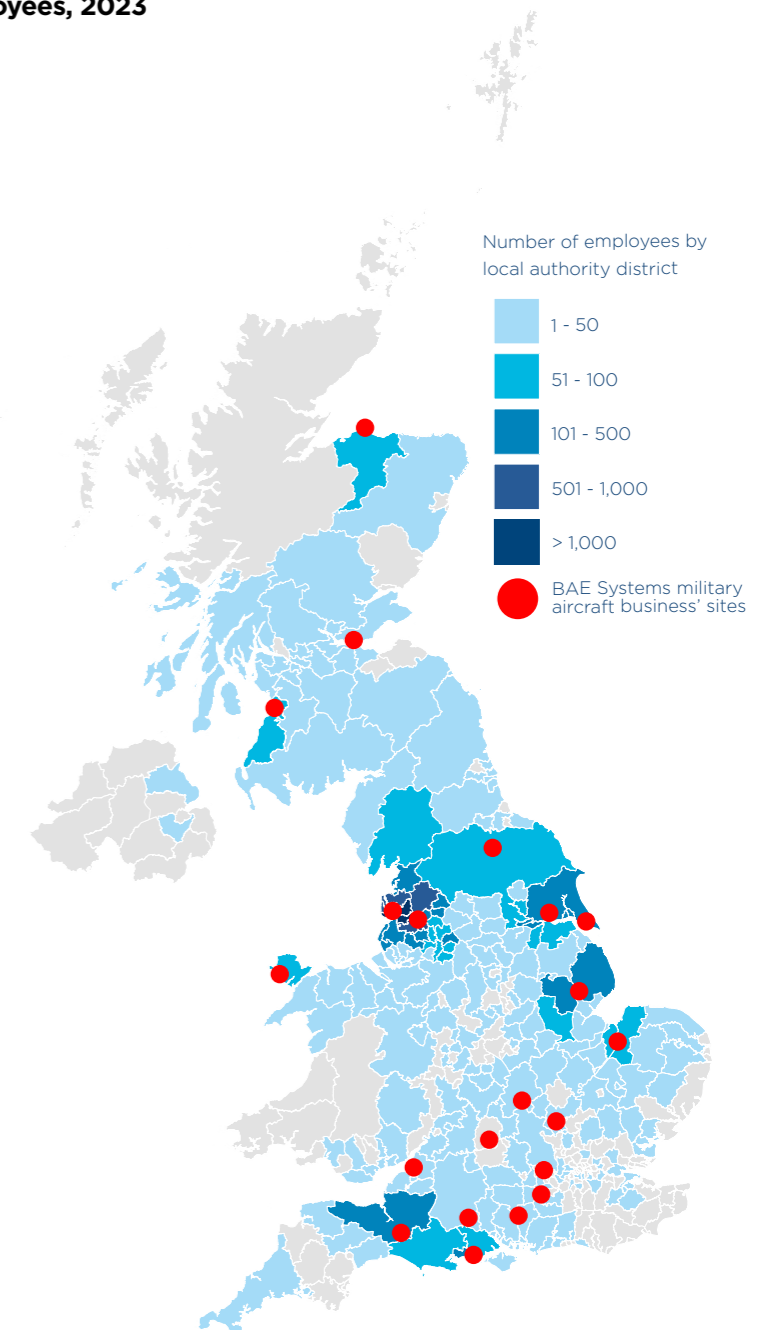 oyees, 2023
Number of employees by
local authority district
1 - 50
51 - 100
101 - 500
501 - 1,000
> 1,000
BAE Systems military
aircraft business’ sites